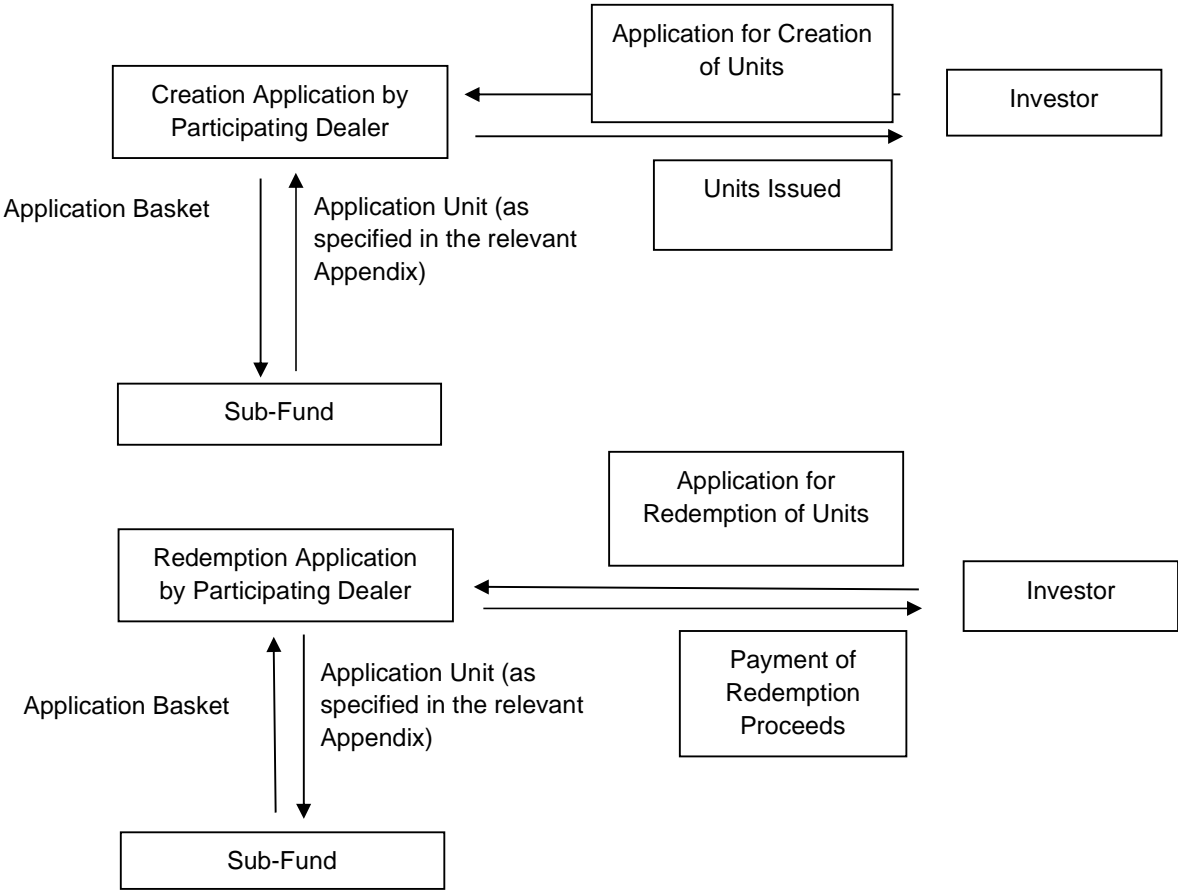 Application for Creation
of Units
Creation Application by
Participating Dealer
Investor
Units Issued
Application Basket
Application Unit (as
specified in the relevant
Appendix)
Sub-Fund
Application for
Redemption of Units
Redemption Application
by Participating Dealer
Investor
Payment of
Redemption
Proceeds
Application Basket
Application Unit (as
specified in the relevant
Appendix)
Sub-Fund